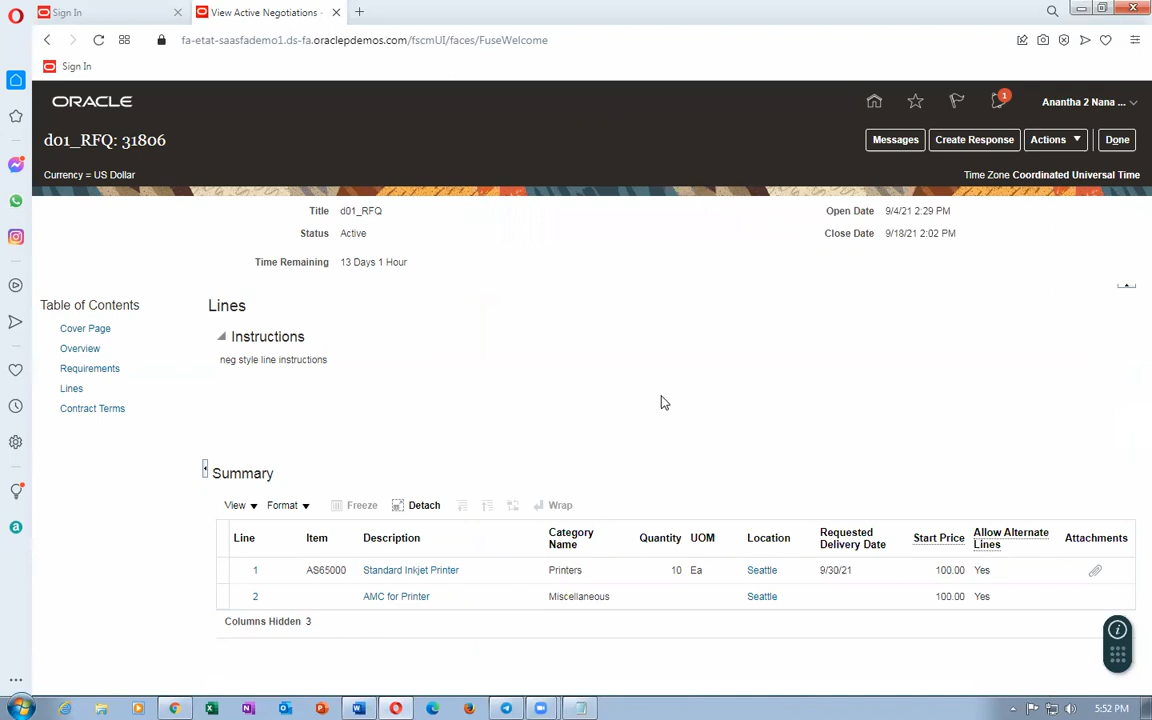 Sign In
View Active Negotiations -
fa-etat-saasfademo1.ds-fa.oraclepdemos.com/fscmUI/faces/FuseWelcome
Sign In
ORACLE
1
Anantha 2 Nana ...
d01_RFQ: 31806
Messages
Create Response
Actions
Done
Currency = US Dollar
Time Zone Coordinated Universal Time
Title d01_RFQ
Open Date 9/4/21 2:29 PM
Status Active
Close Date 9/18/21 2:02 PM
Time Remaining 13 Days 1 Hour
Table of Contents
Cover Page
Overview
Requirements
Lines
Contract Terms
Lines
Instructions
neg style line instructions
Summary
View Format Freeze Detach Wrap
Line Item Description Category Name Quantity UOM Location Requested Delivery Date Start Price Allow Alternate Lines Attachments
1 AS65000 Standard Inkjet Printer Printers 10 Ea Seattle 9/30/21 100.00 Yes
2 AMC for Printer Miscellaneous Seattle 100.00 Yes
Columns Hidden 3
5:52 PM